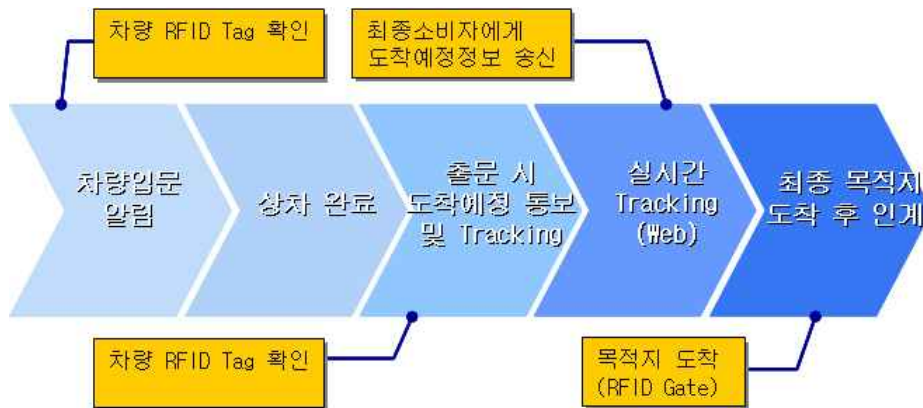 차량 RFID Tag 확인
최종소비자에게
도착예정정보 송신
차량입문
알림
상차 완료
출문 시
도착예정 통보
및 Tracking
실시간
Tracking
(Web)
최종 목적지
도착 후 인계
차량 RFID Tag 확인
목적지 도착
(RFID Gate)